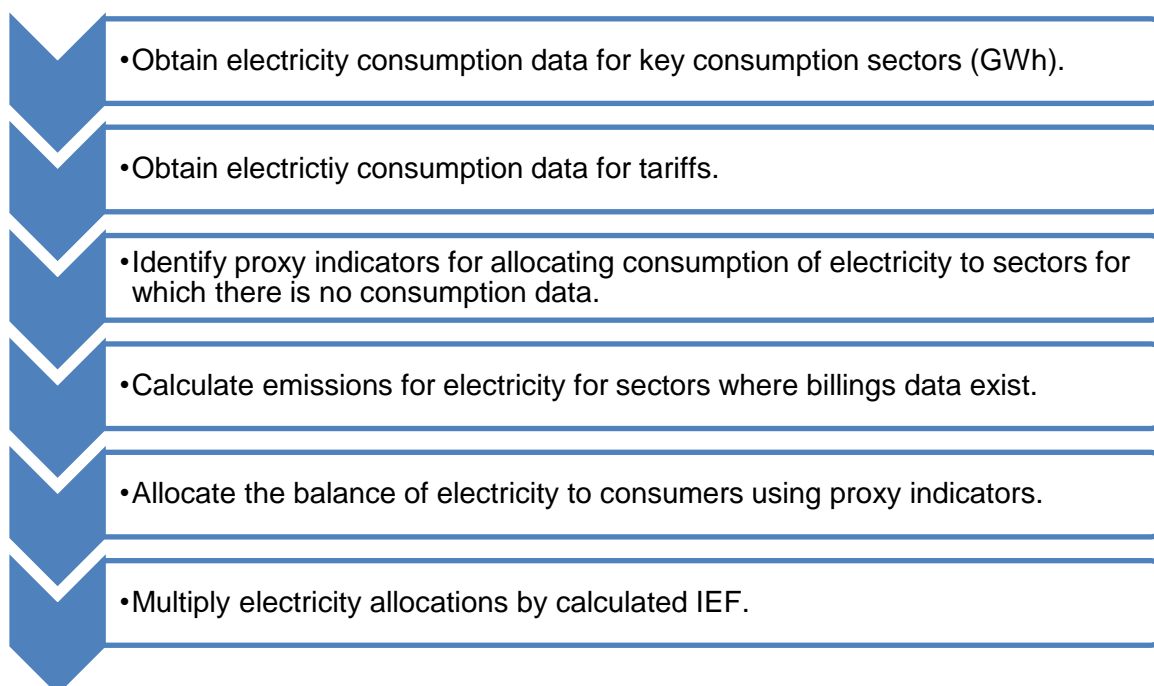 •Obtain electricity consumption data for key consumption sectors (GWh).
•Obtain electrictiy consumption data for tariffs.
•Identify proxy indicators for allocating consumption of electricity to sectors for
which there is no consumption data.
•Calculate emissions for electricity for sectors where billings data exist.
•Allocate the balance of electricity to consumers using proxy indicators.
•Multiply electricity allocations by calculated IEF.